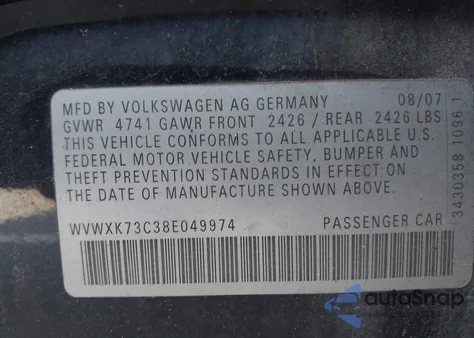 MFD BY VOLKSWAGEN AG GERMANY 08/07
GVWR 4741 GAWR FRONT 2426 / REAR 2426 LBS
THIS VEHICLE CONFORMS TO ALL APPLICABLE U.S.
FEDERAL MOTOR VEHICLE SAFETY, BUMPER AND
THEFT PREVENTION STANDARDS IN EFFECT ON
THE DATE OF MANUFACTURE SHOWN ABOVE.
WVWXK73C38E049974 PASSENGER CAR
3430358 1096 1
autoSnap